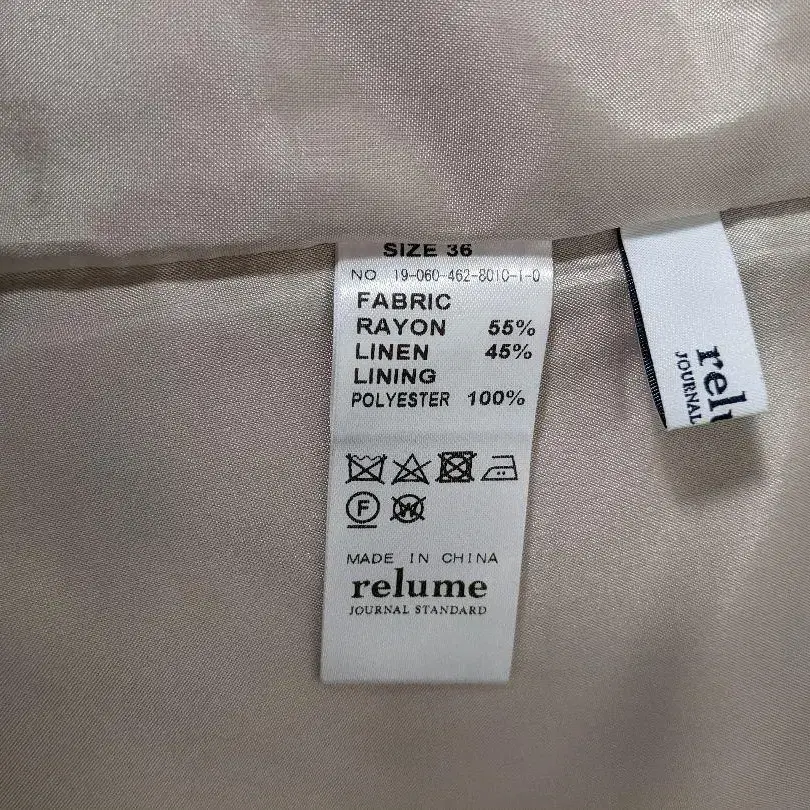 SIZE 36
NO 19-060-462-8010-1-0
FABRIC
RAYON 55%
LINEN 45%
LINING
POLYESTER 100%
F
W
MADE IN CHINA
relume
JOURNAL STANDARD
JOURNAL